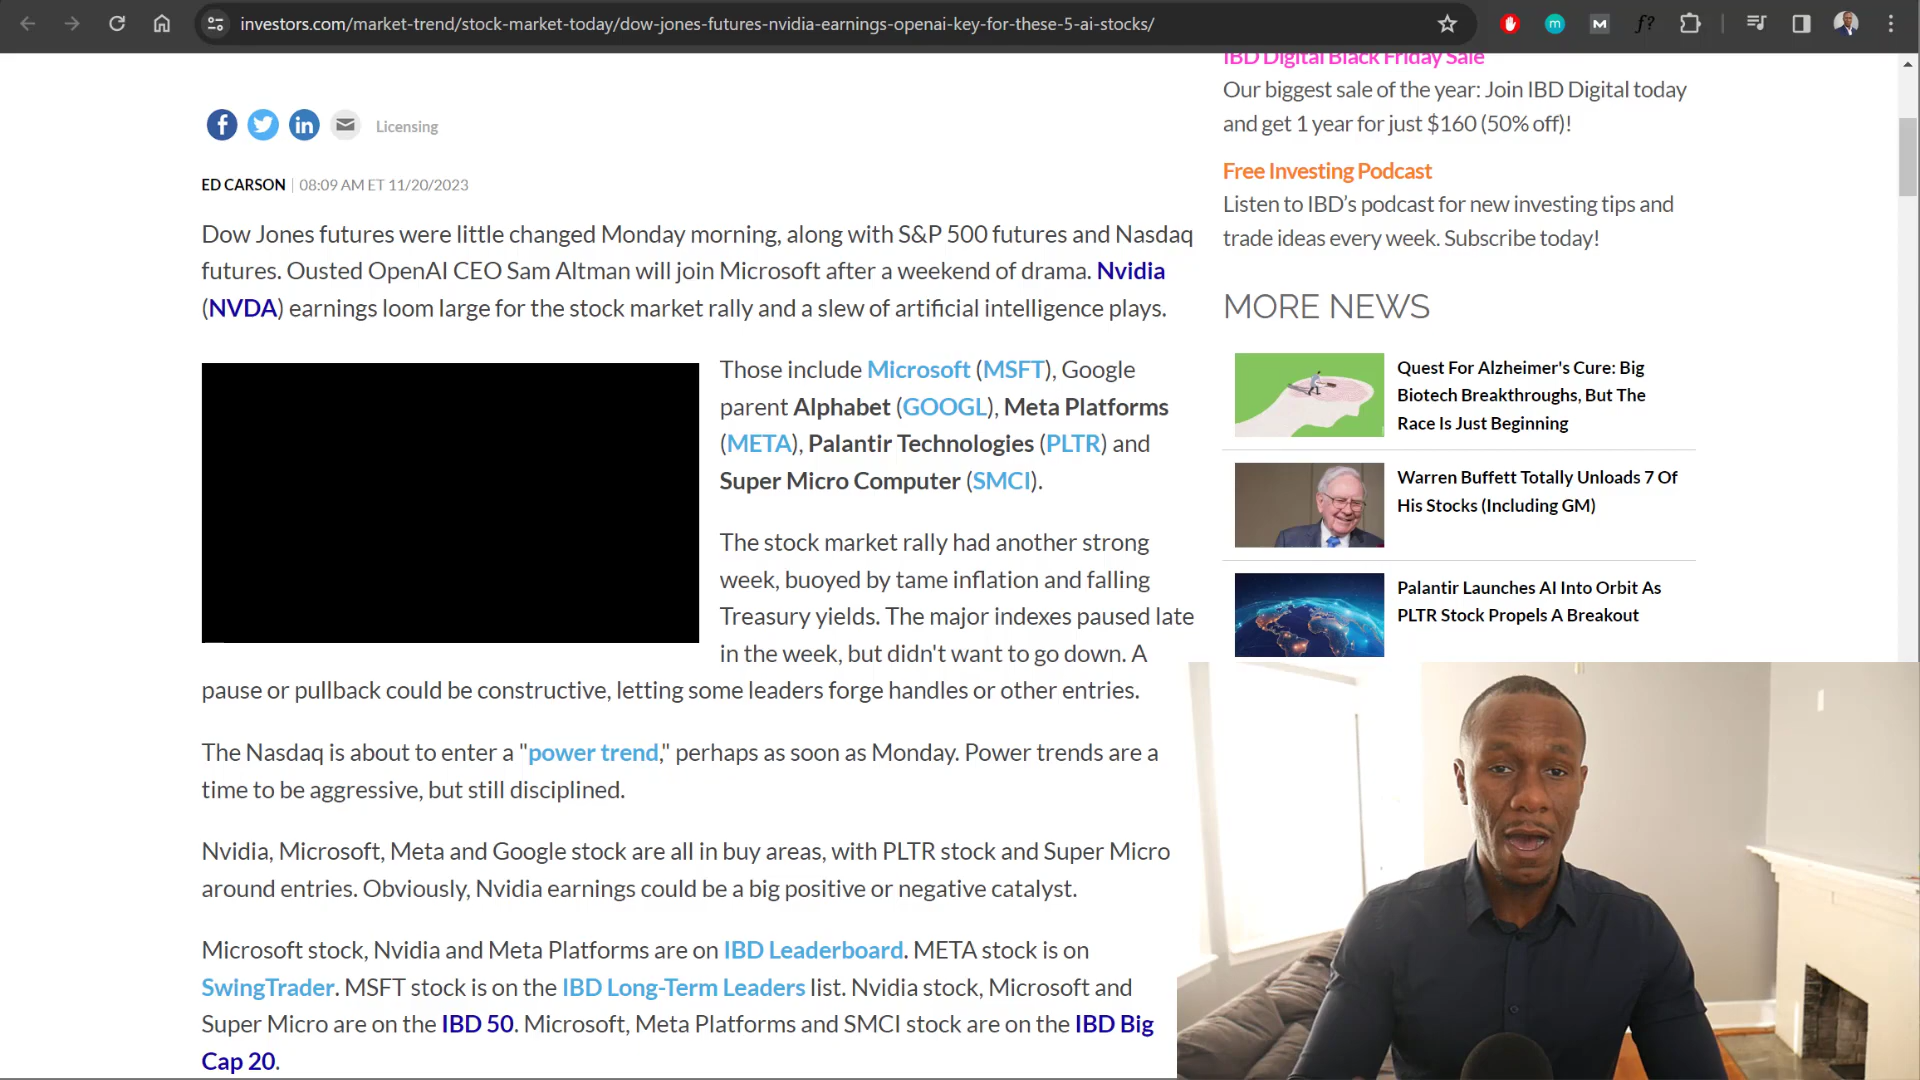 investors.com/market-trend/stock-market-today/dow-jones-futures-nvidia-earnings-openai-key-for-these-5-ai-stocks/
Licensing
ED CARSON | 08:09 AM ET 11/20/2023
Dow Jones futures were little changed Monday morning, along with S&P 500 futures and Nasdaq
futures. Ousted OpenAI CEO Sam Altman will join Microsoft after a weekend of drama. Nvidia
(NVDA) earnings loom large for the stock market rally and a slew of artificial intelligence plays.
Those include Microsoft (MSFT), Google
parent Alphabet (GOOGL), Meta Platforms
(META), Palantir Technologies (PLTR) and
Super Micro Computer (SMCI).
The stock market rally had another strong
week, buoyed by tame inflation and falling
Treasury yields. The major indexes paused late
in the week, but didn't want to go down. A
pause or pullback could be constructive, letting some leaders forge handles or other entries.
The Nasdaq is about to enter a "power trend," perhaps as soon as Monday. Power trends are a
time to be aggressive, but still disciplined.
Nvidia, Microsoft, Meta and Google stock are all in buy areas, with PLTR stock and Super Micro
around entries. Obviously, Nvidia earnings could be a big positive or negative catalyst.
Microsoft stock, Nvidia and Meta Platforms are on IBD Leaderboard. META stock is on
SwingTrader. MSFT stock is on the IBD Long-Term Leaders list. Nvidia stock, Microsoft and
Super Micro are on the IBD 50. Microsoft, Meta Platforms and SMCI stock are on the IBD Big
Cap 20.
IBD Digital Black Friday Sale
Our biggest sale of the year: Join IBD Digital today
and get 1 year for just $160 (50% off)!
Free Investing Podcast
Listen to IBD’s podcast for new investing tips and
trade ideas every week. Subscribe today!
MORE NEWS
Quest For Alzheimer's Cure: Big
Biotech Breakthroughs, But The
Race Is Just Beginning
Warren Buffett Totally Unloads 7 Of
His Stocks (Including GM)
Palantir Launches AI Into Orbit As
PLTR Stock Propels A Breakout